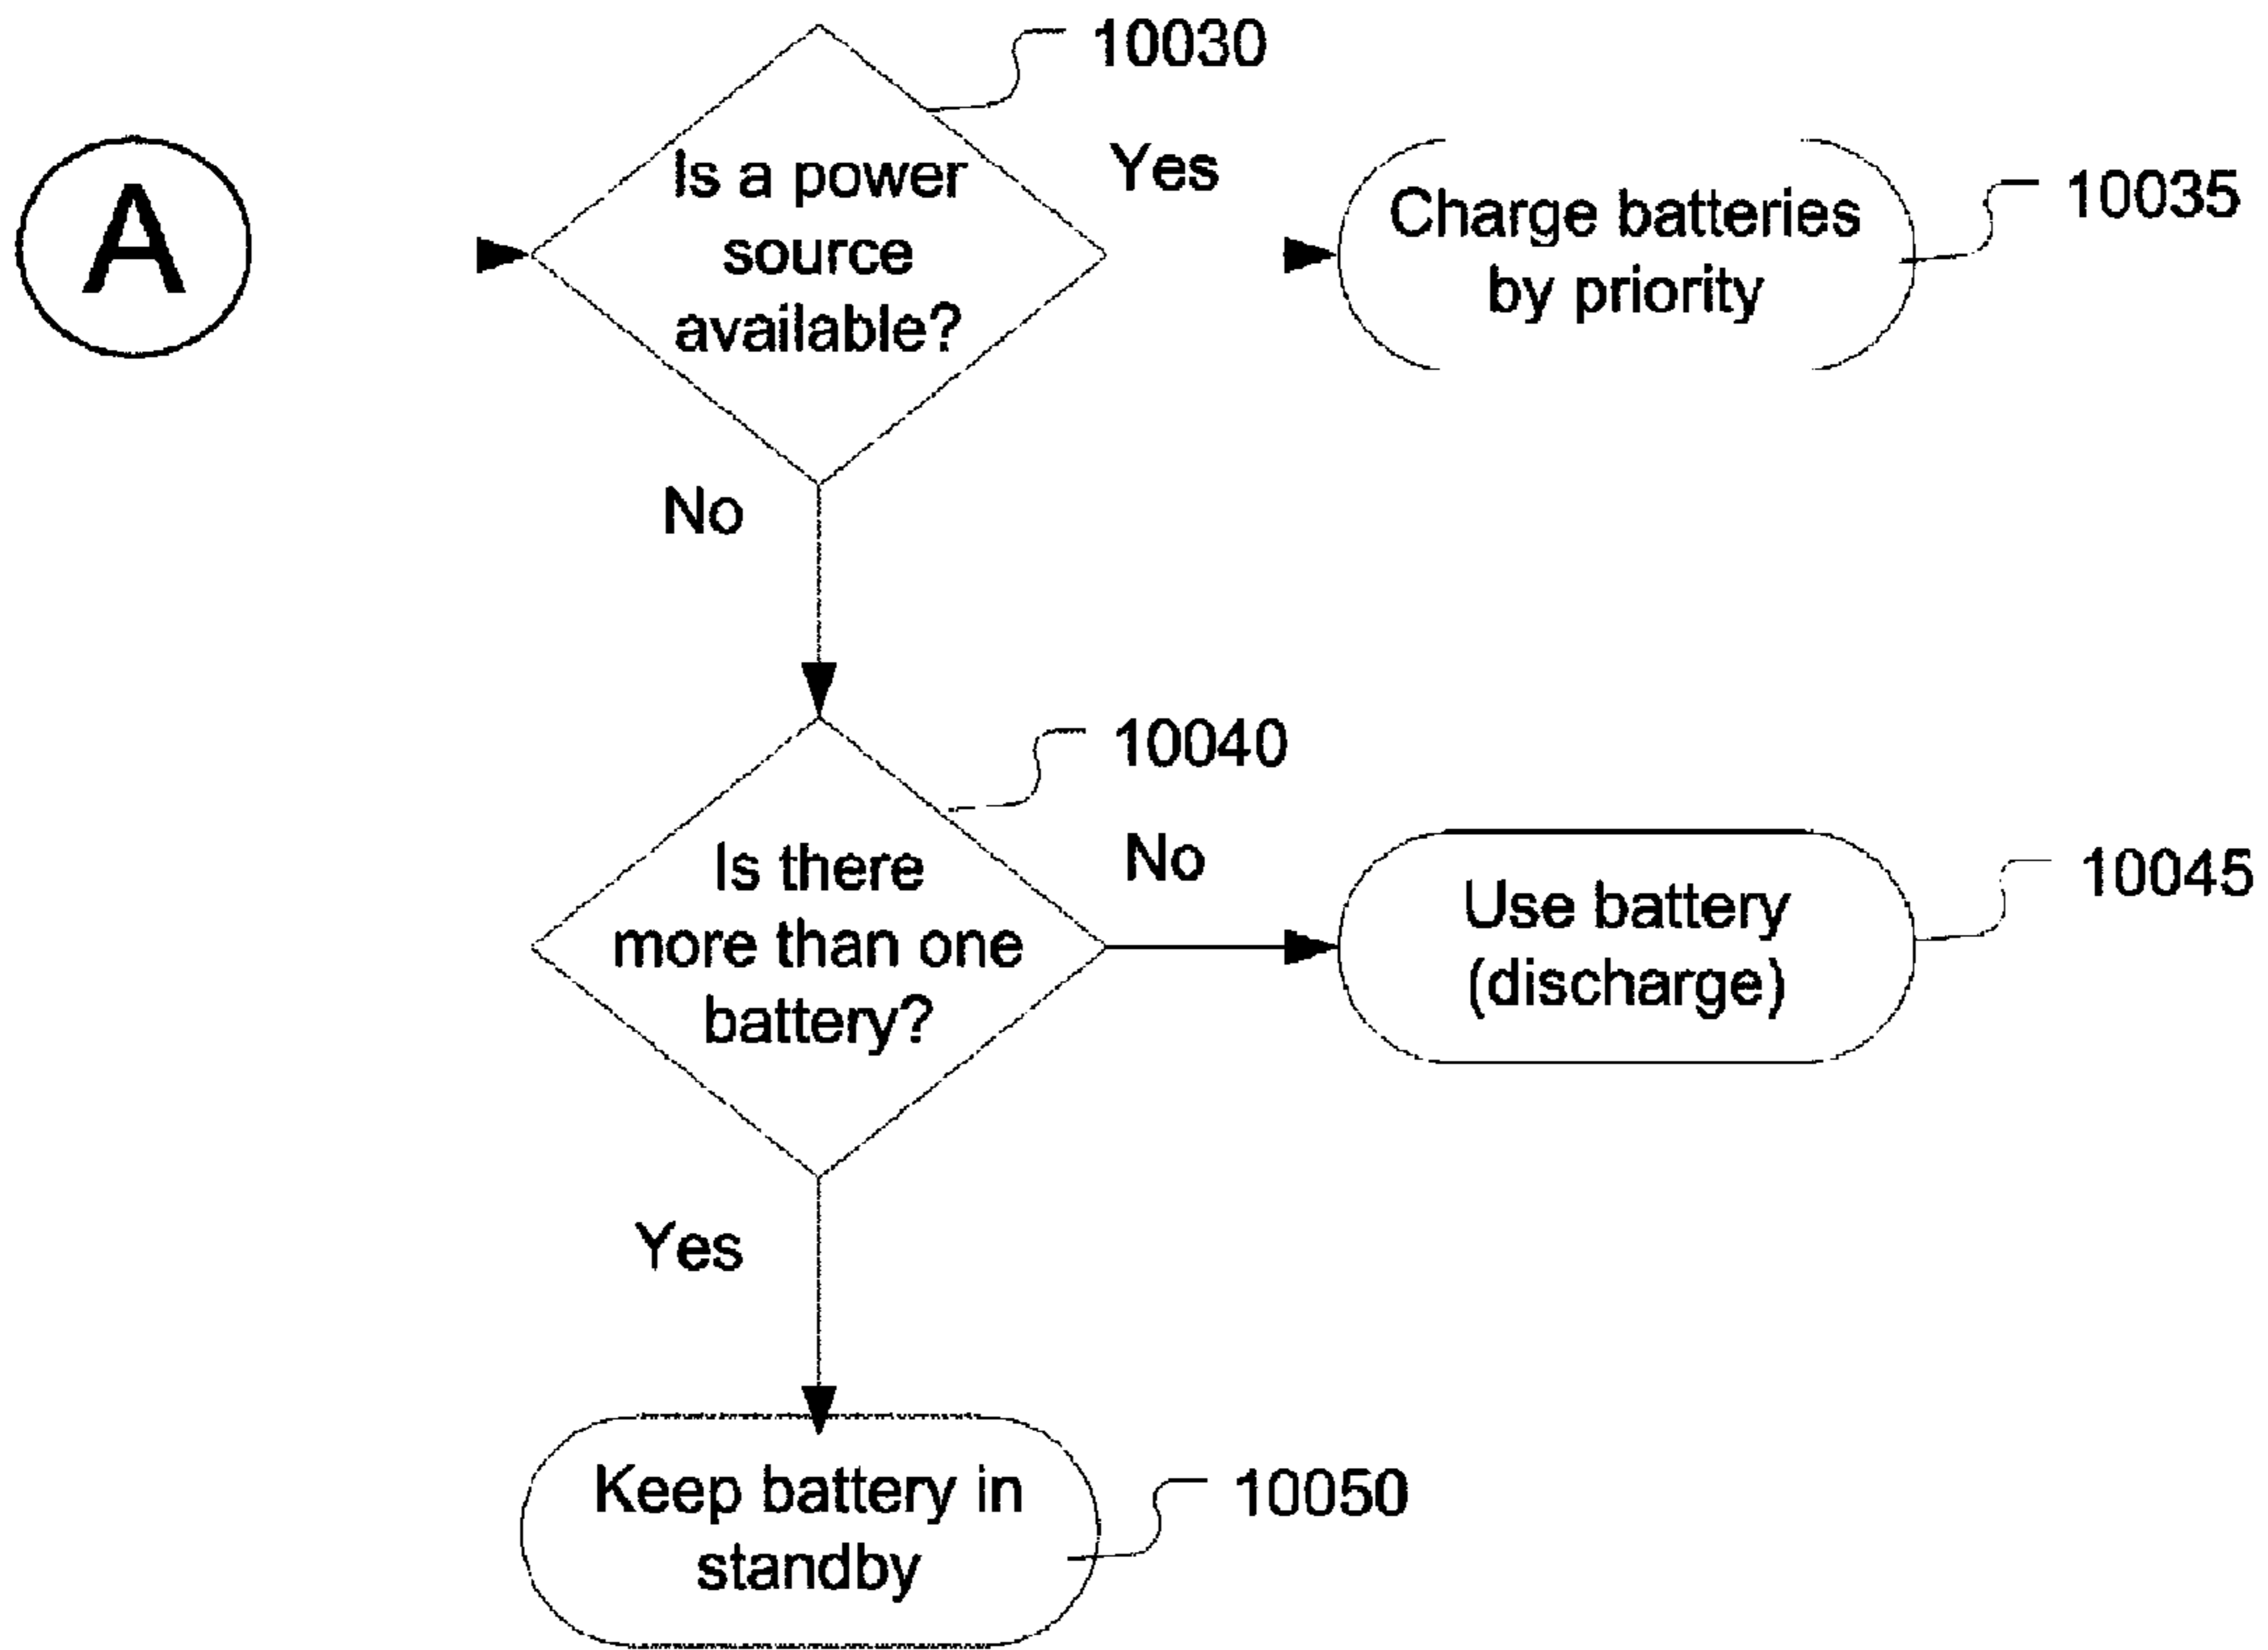 10030
A
Is a power
source
available?
Yes
Charge batteries
by priority
10035
No
10040
Is there
more than one
battery?
No
Use battery
(discharge)
10045
Yes
Keep battery in
standby
10050